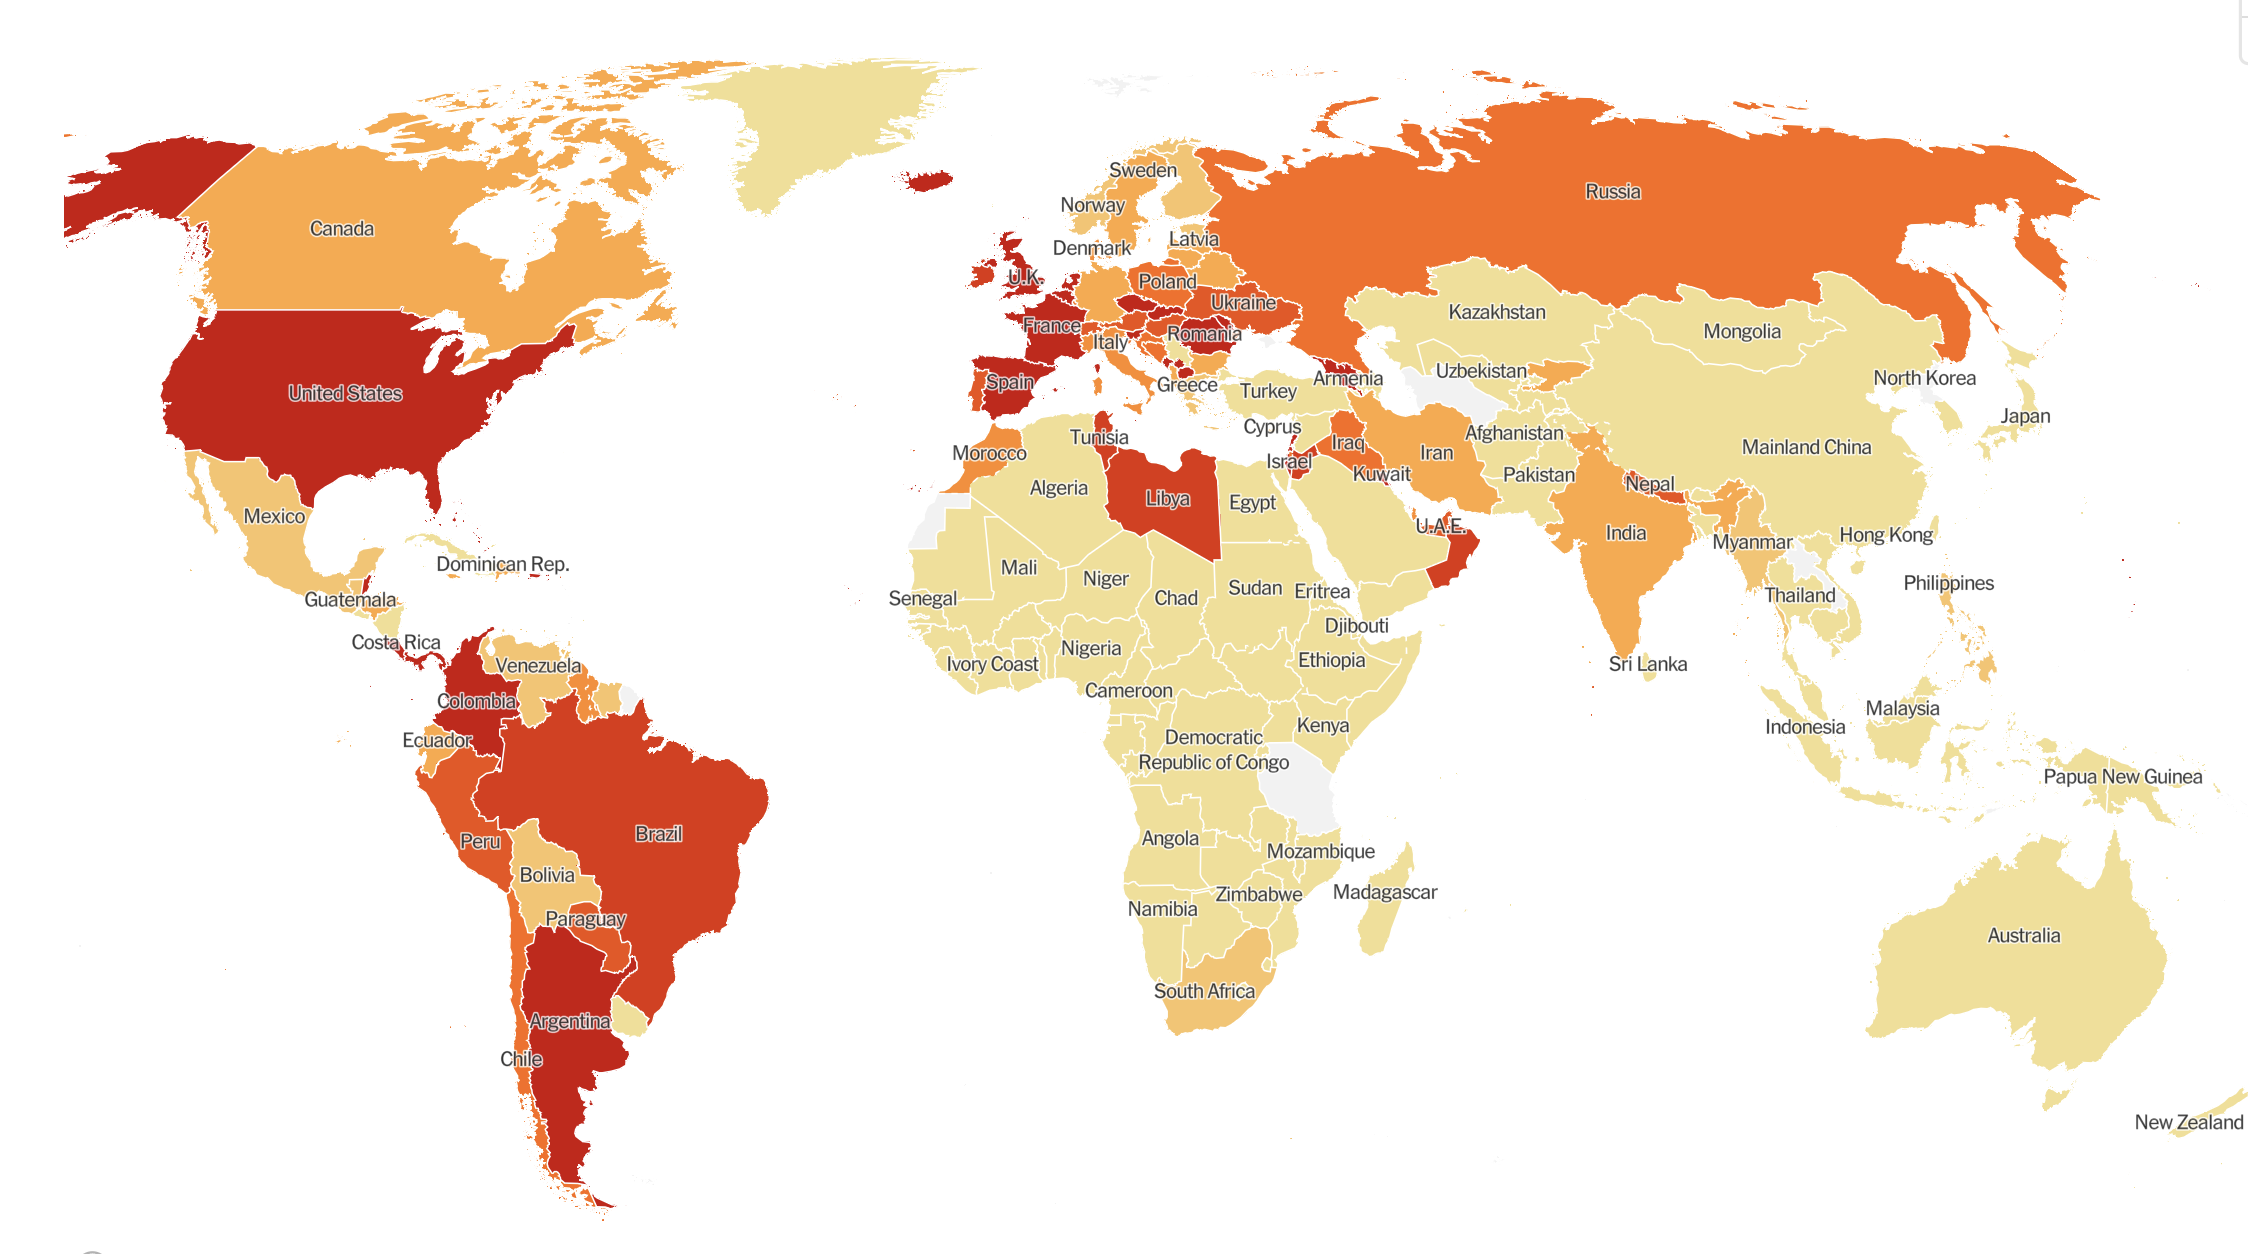 Sweden
Russia
Norway
Canada
Latvia
Denmark
U.K.
Poland
Ukraine
Kazakhstan
France
Mongolia
Romania
Italy
Uzbekistan
North Korea
Armenia
Spain
Greece
Turkey
United States
Japan
Cyprus
Tunisia
Afghanistan
Iraq
Mainland China
Morocco
Iran
Israel
Kuwait
Pakistan
Nepal
Algeria
Libya
Egypt
Mexico
U.A.E.
India
Hong Kong
Myanmar
Dominican Rep.
Mali
Niger
Philippines
Sudan
Eritrea
Thailand
Senegal
Chad
Guatemala
Djibouti
Costa Rica
Nigeria
Ivory Coast
Ethiopia
Sri Lanka
Venezuela
Cameroon
Colombia
Malaysia
Kenya
Indonesia
Ecuador
Democratic
Republic of Congo
Papua New Guinea
Brazil
Peru
Angola
Mozambique
Bolivia
Zimbabwe
Madagascar
Namibia
Paraguay
Australia
South Africa
Argentina
Chile
New Zealand